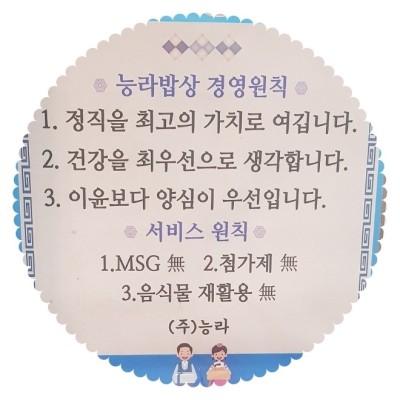 능라밥상 경영원칙
1. 정직을 최고의 가치로 여깁니다.
2. 건강을 최우선으로 생각합니다.
3. 이윤보다 양심이 우선입니다.
서비스 원칙
1.MSG 無 2.첨가제 無
3.음식물 재활용 無
(주)능라